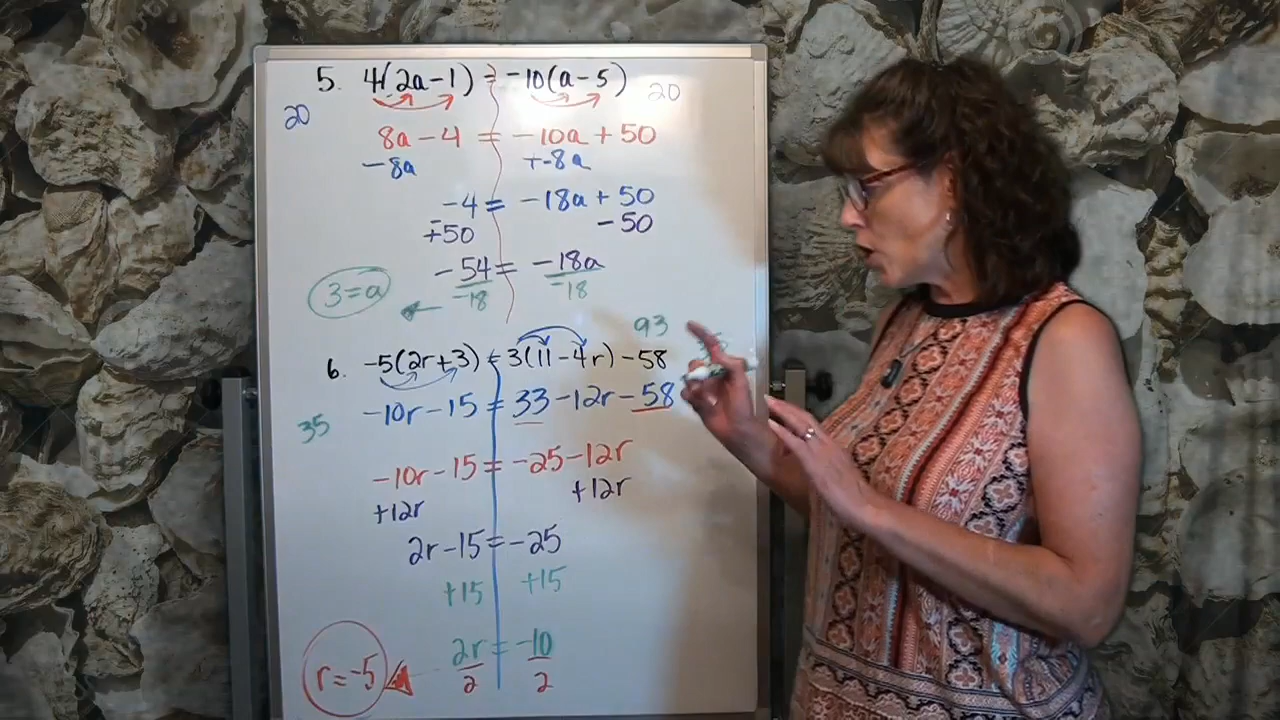 5. 4(2a-1) = -10(a-5)
20
20
8a-4 = -10a+50
-8a +-8a
-4 = -18a+50
-+50 -50
-54 = -18a
-18 -18
3=a
93
6. -5(2r+3) = 3(11-4r)-58
-10r-15 = 33-12r-58
35
-10r-15 = -25-12r
+12r +12r
2r-15 = -25
+15 +15
2r = -10
2 2
r=-5